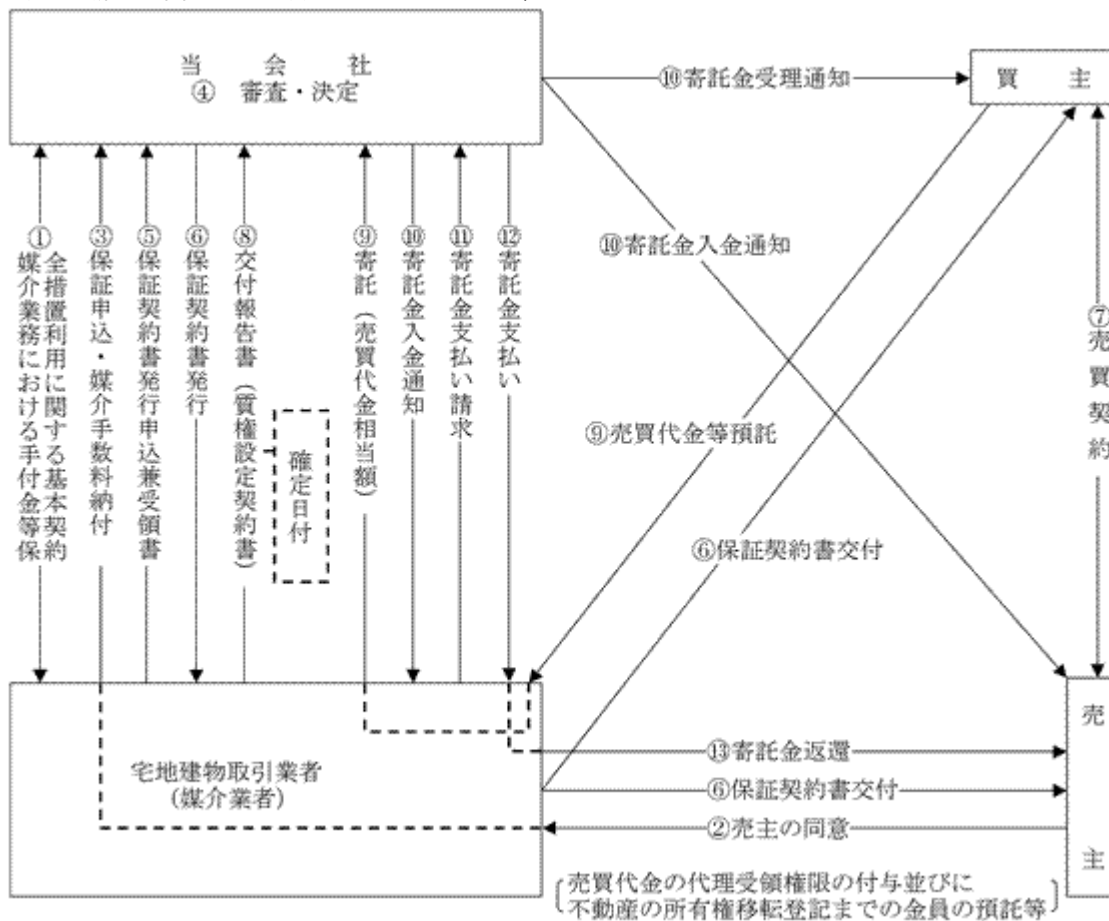 当会社
④ 審査・決定
⑩寄託金受理通知
買主
①媒介業務における手付金等保
全措置利用に関する基本契約
③保証申込・媒介手数料納付
⑤保証契約書発行申込兼受領書
⑥保証契約書発行
⑧交付報告書（質権設定契約書）
確定日付
⑨寄託（売買代金相当額）
⑩寄託金入金通知
⑪寄託金支払い請求
⑫寄託金支払い
⑩寄託金入金通知
⑦売買契約
⑨売買代金等預託
⑥保証契約書交付
宅地建物取引業者
(媒介業者)
⑬寄託金返還
⑥保証契約書交付
②売主の同意
売主
売買代金の代理受領権限の付与並びに
不動産の所有権移転登記までの金員の預託等